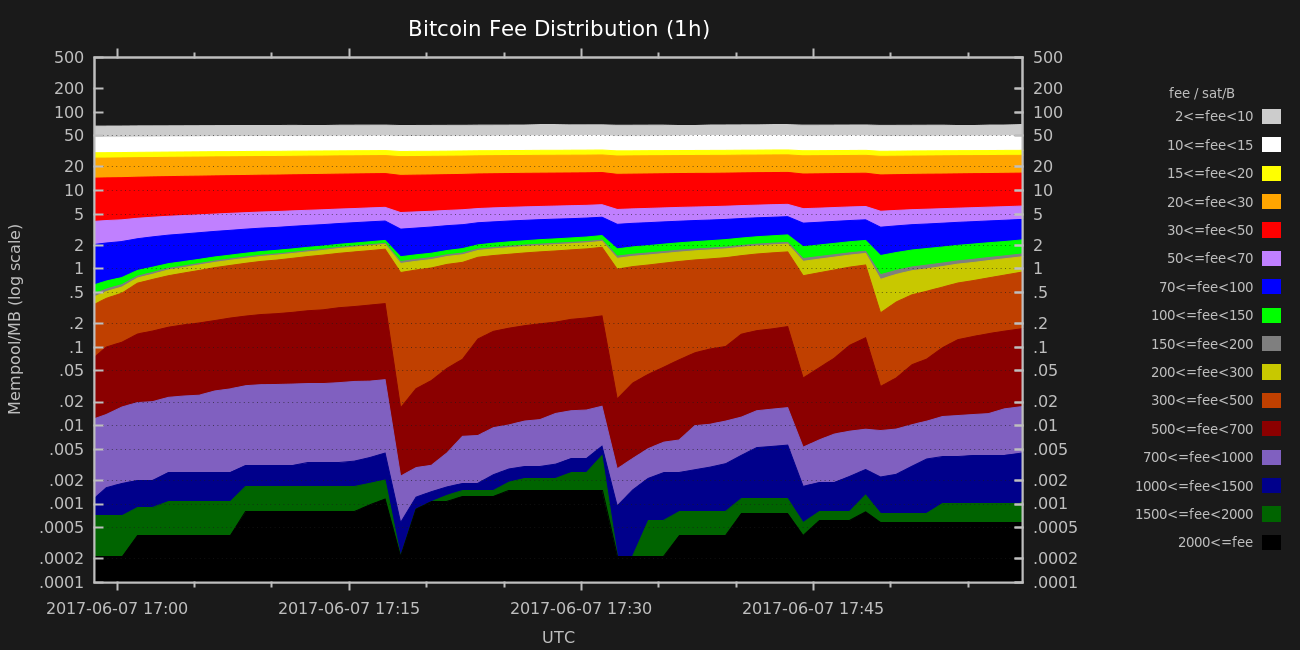 Bitcoin Fee Distribution (1h)
500 500
200 200
100 100
50 50
20 20
10 10
5 5
2 2
1 1
.5 .5
.2 .2
.1 .1
.05 .05
.02 .02
.01 .01
.005 .005
.002 .002
.001 .001
.0005 .0005
.0002 .0002
.0001 .0001
Mempool/MB (log scale)
2017-06-07 17:00 2017-06-07 17:15 2017-06-07 17:30 2017-06-07 17:45
UTC
fee / sat/B
2<=fee<10
10<=fee<15
15<=fee<20
20<=fee<30
30<=fee<50
50<=fee<70
70<=fee<100
100<=fee<150
150<=fee<200
200<=fee<300
300<=fee<500
500<=fee<700
700<=fee<1000
1000<=fee<1500
1500<=fee<2000
2000<=fee